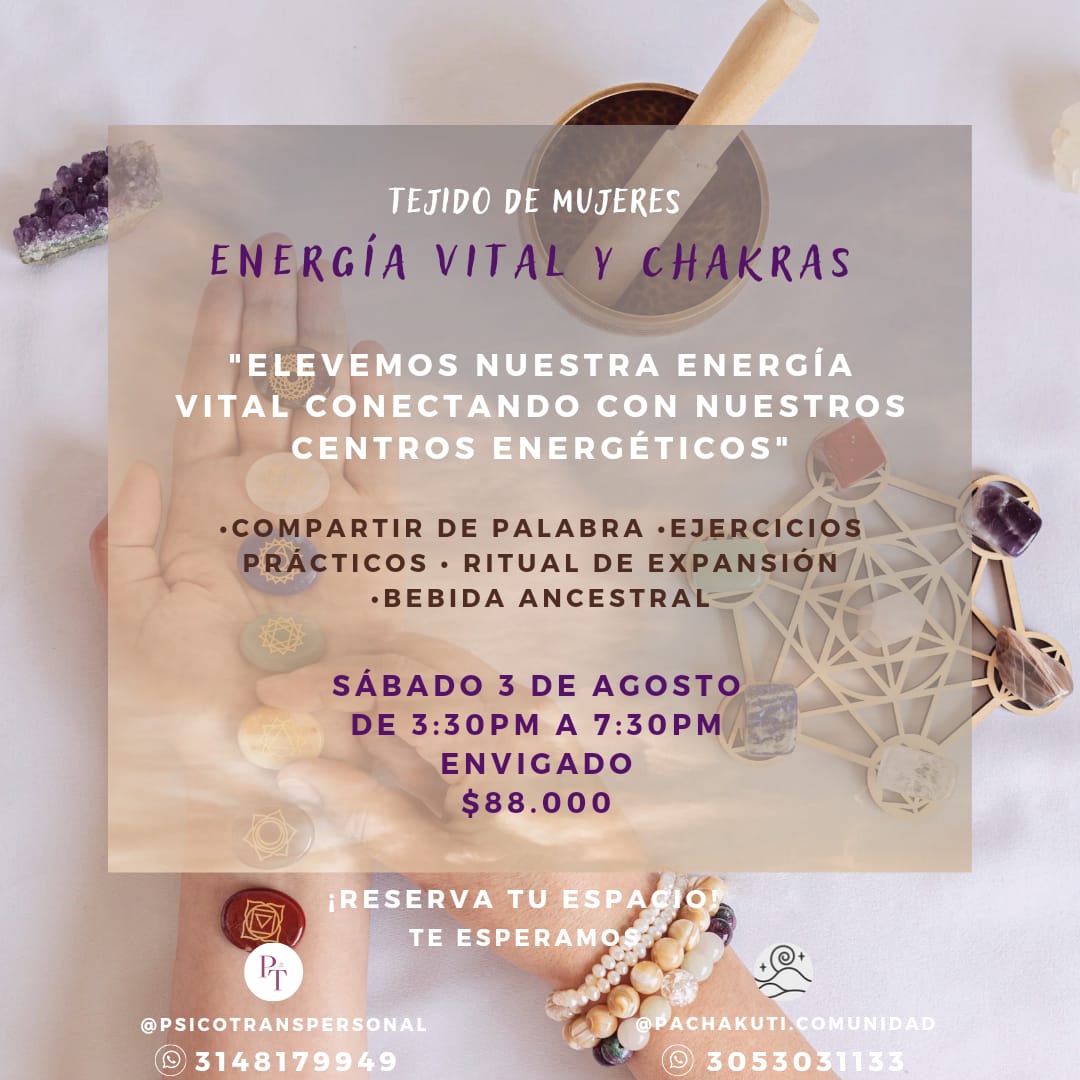 TEJIDO DE MUJERES
ENERGÍA VITAL Y CHAKRAS
"ELEVEMOS NUESTRA ENERGÍA
VITAL CONECTANDO CON NUESTROS
CENTROS ENERGÉTICOS"
•COMPARTIR DE PALABRA •EJERCICIOS
PRÁCTICOS • RITUAL DE EXPANSIÓN
•BEBIDA ANCESTRAL
SÁBADO 3 DE AGOSTO
DE 3:30PM A 7:30PM
ENVIGADO
$88.000
¡RESERVA TU ESPACIO!
TE ESPERAMOS
PT
@PSICOTRANSPERSONAL
3148179949
@PACHAKUTI.COMUNIDAD
3053031133